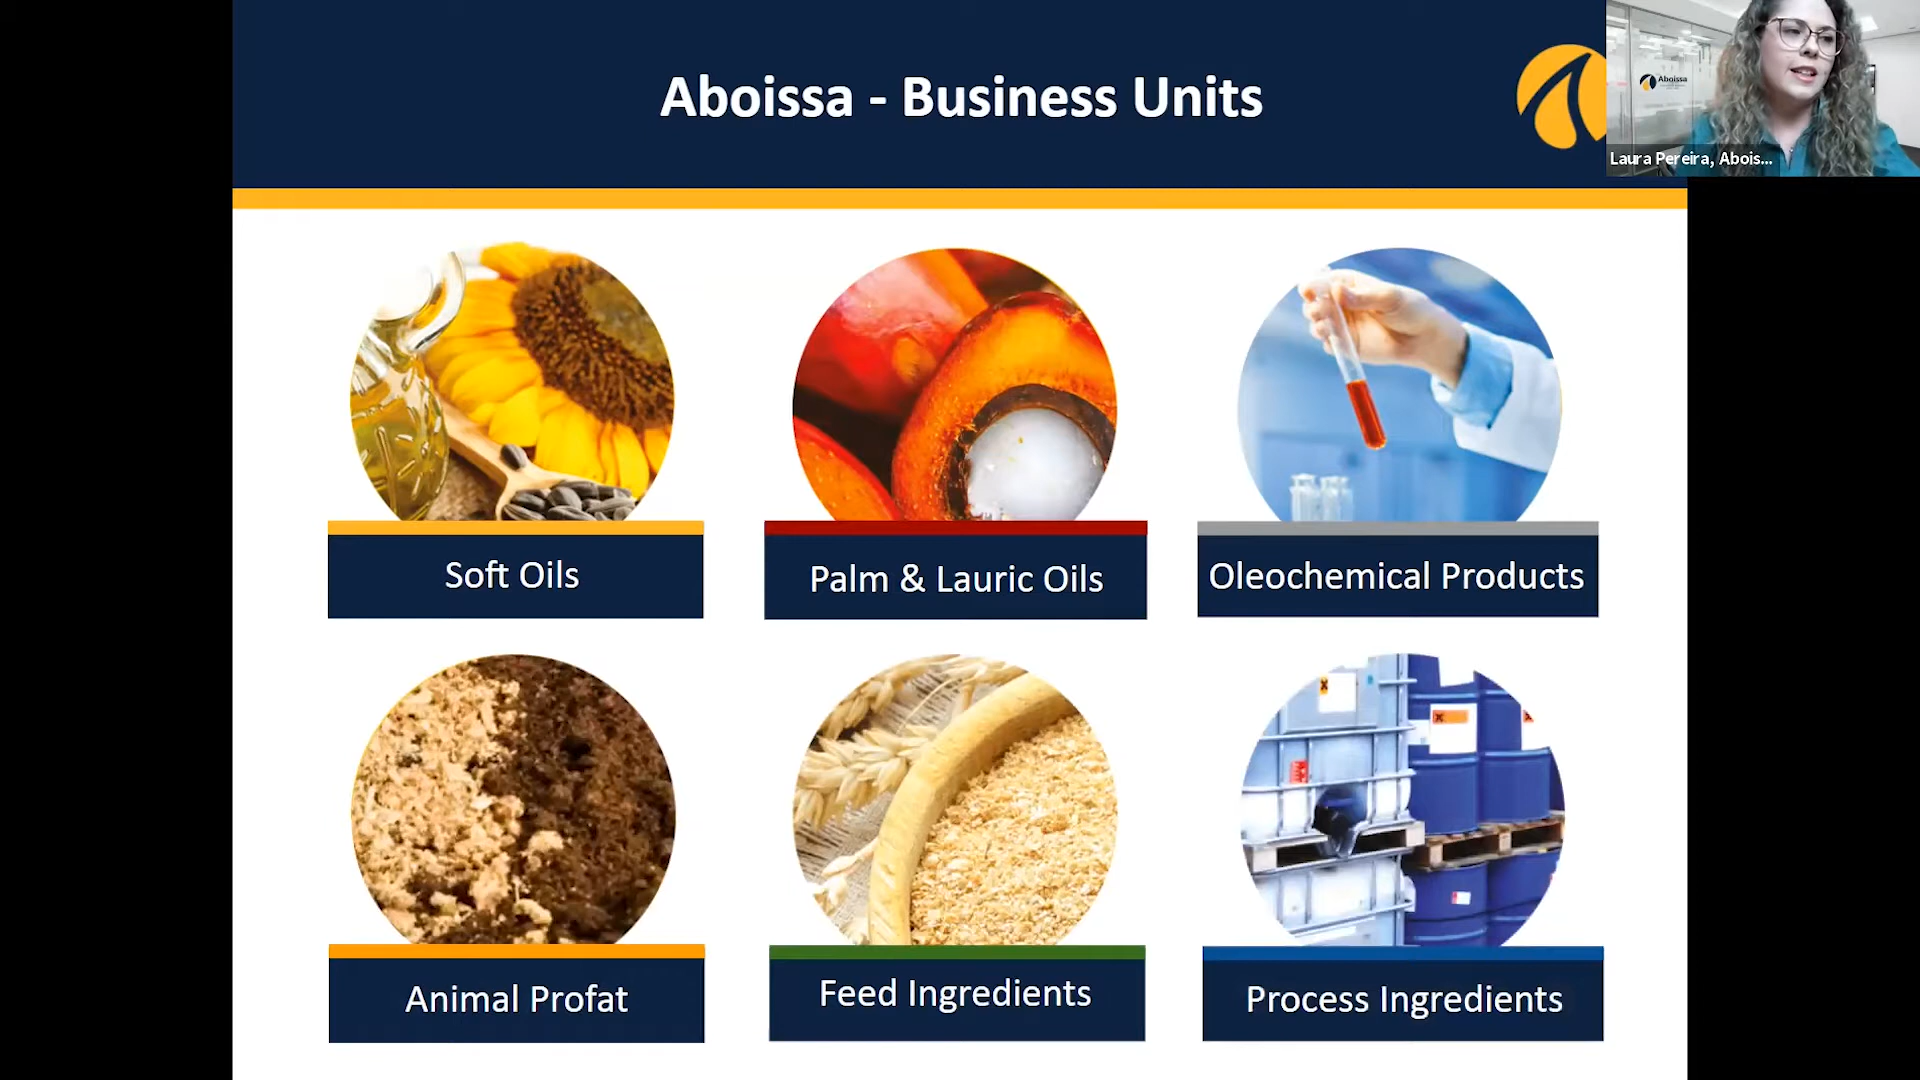 Aboissa - Business Units
Aboissa
Laura Pereira, Abois...
Soft Oils
Palm & Lauric Oils
Oleochemical Products
Animal Profat
Feed Ingredients
Process Ingredients